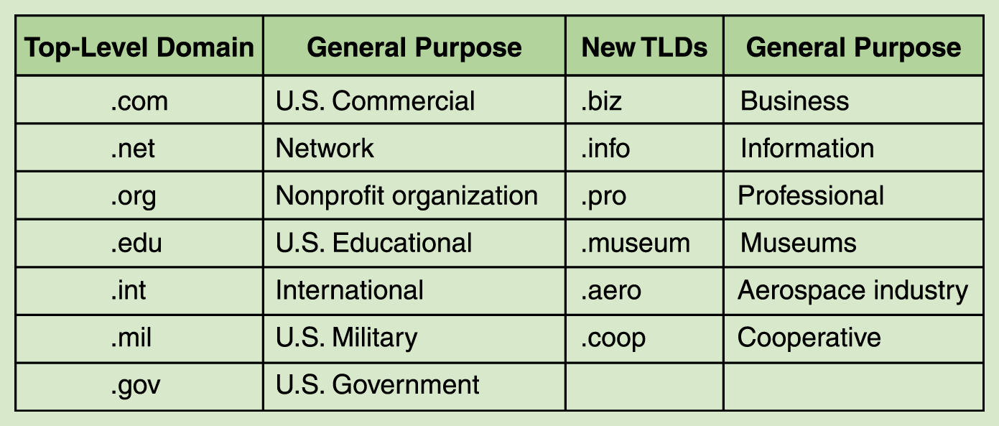 Top-Level Domain General Purpose New TLDs General Purpose
.com U.S. Commercial .biz Business
.net Network .info Information
.org Nonprofit organization .pro Professional
.edu U.S. Educational .museum Museums
.int International .aero Aerospace industry
.mil U.S. Military .coop Cooperative
.gov U.S. Government